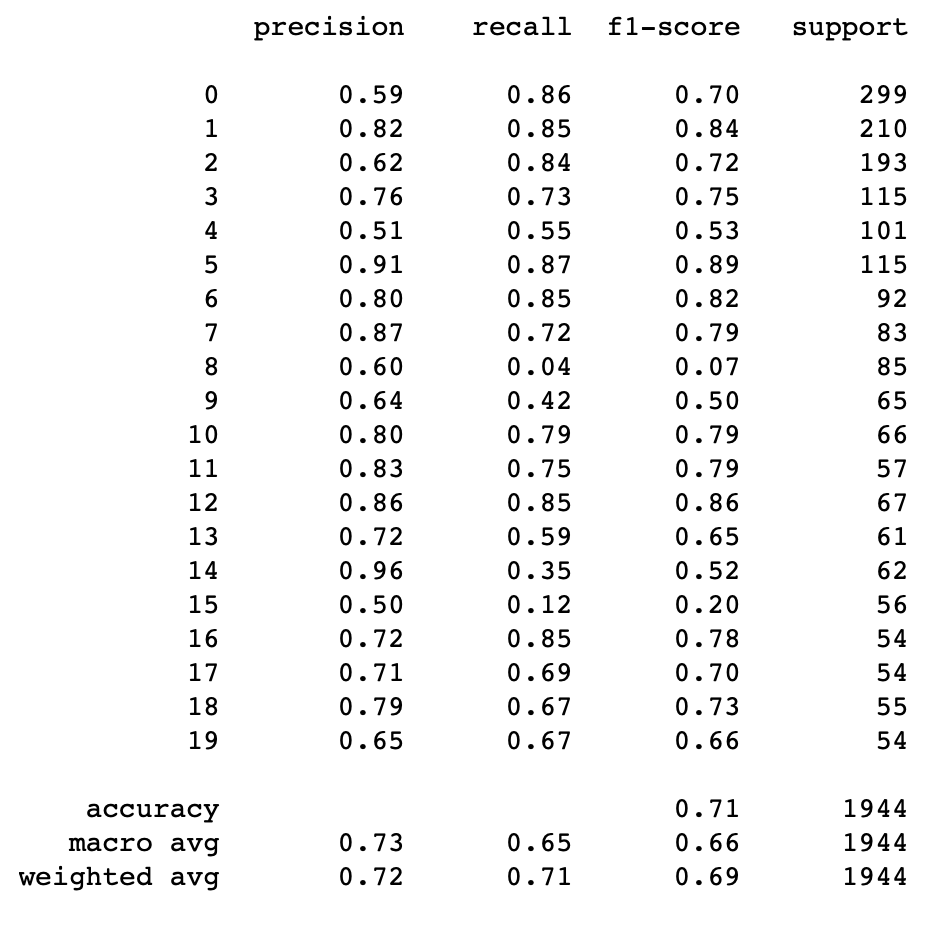 precision recall f1-score support
0 0.59 0.86 0.70 299
1 0.82 0.85 0.84 210
2 0.62 0.84 0.72 193
3 0.76 0.73 0.75 115
4 0.51 0.55 0.53 101
5 0.91 0.87 0.89 115
6 0.80 0.85 0.82 92
7 0.87 0.72 0.79 83
8 0.60 0.04 0.07 85
9 0.64 0.42 0.50 65
10 0.80 0.79 0.79 66
11 0.83 0.75 0.79 57
12 0.86 0.85 0.86 67
13 0.72 0.59 0.65 61
14 0.96 0.35 0.52 62
15 0.50 0.12 0.20 56
16 0.72 0.85 0.78 54
17 0.71 0.69 0.70 54
18 0.79 0.67 0.73 55
19 0.65 0.67 0.66 54
accuracy 0.71 1944
macro avg 0.73 0.65 0.66 1944
weighted avg 0.72 0.71 0.69 1944